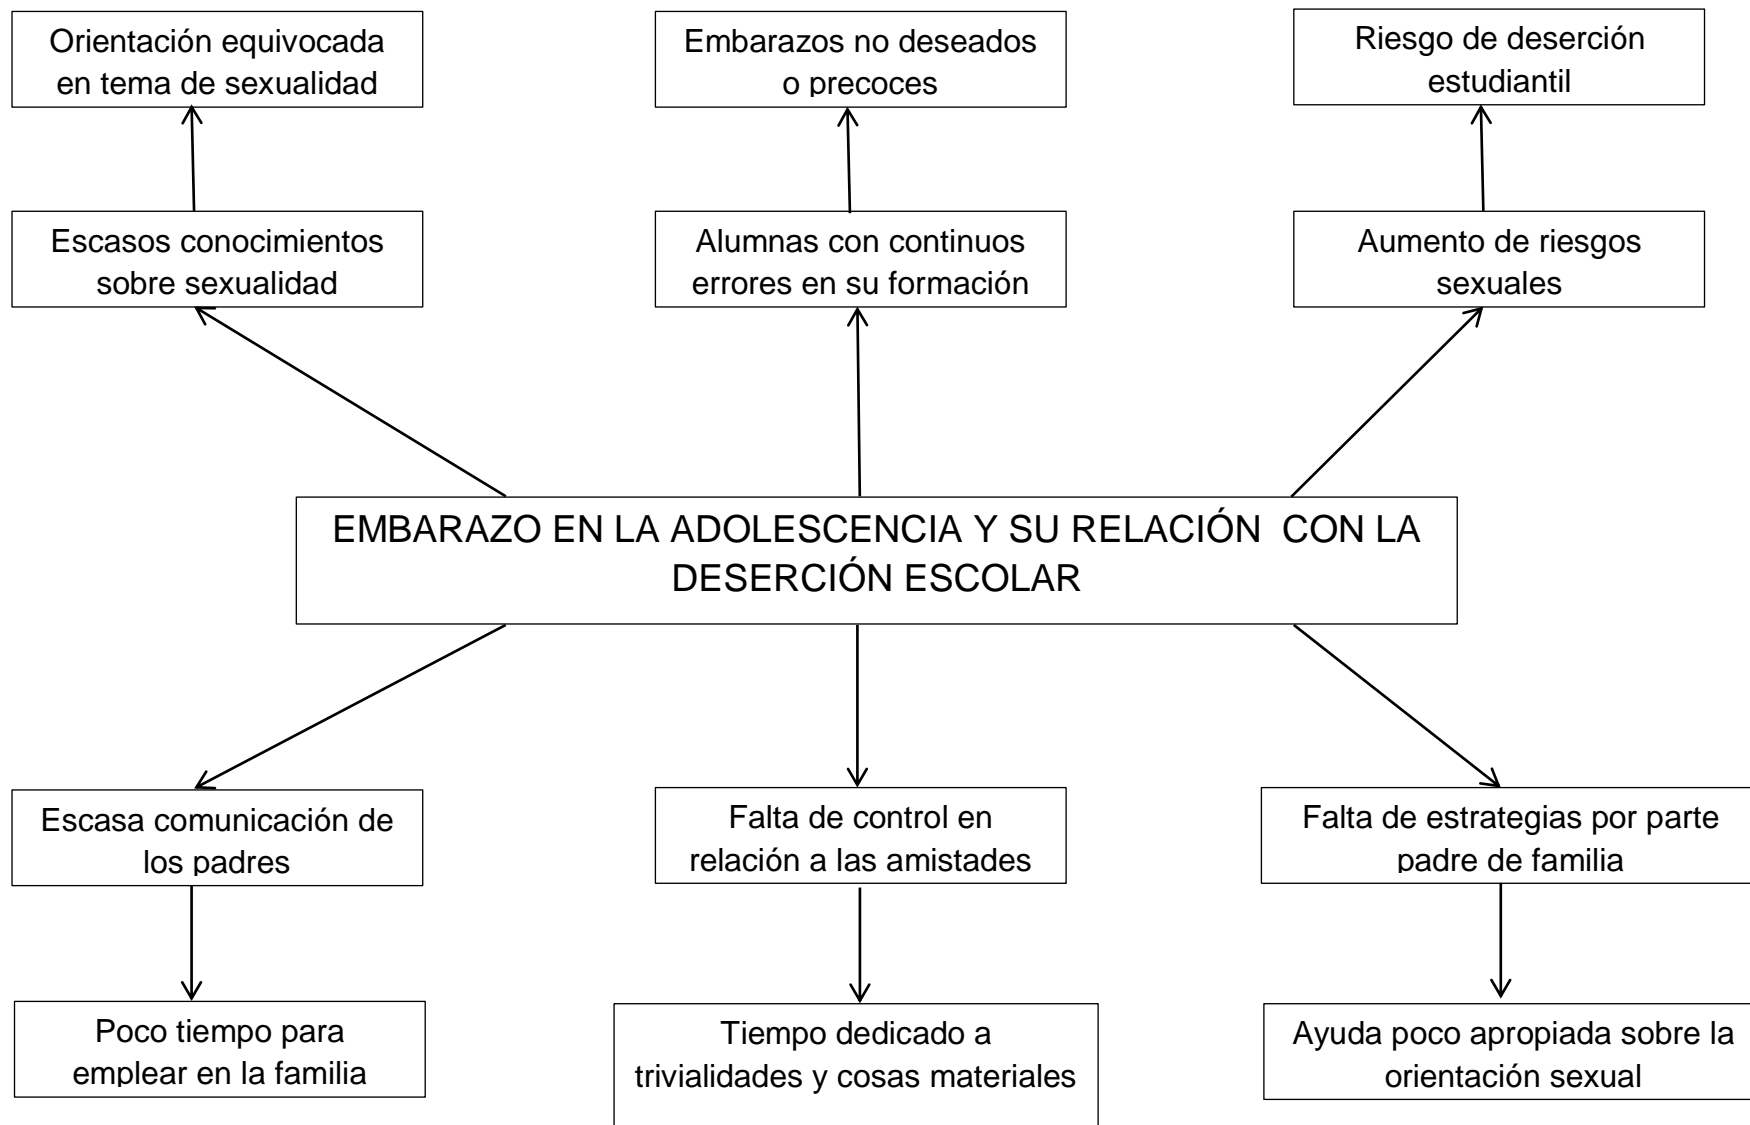 Orientación equivocada
en tema de sexualidad
Embarazos no deseados
o precoces
Riesgo de deserción
estudiantil
Escasos conocimientos
sobre sexualidad
Alumnas con continuos
errores en su formación
Aumento de riesgos
sexuales
EMBARAZO EN LA ADOLESCENCIA Y SU RELACIÓN CON LA
DESERCIÓN ESCOLAR
Escasa comunicación de
los padres
Falta de control en
relación a las amistades
Falta de estrategias por parte
padre de familia
Poco tiempo para
emplear en la familia
Tiempo dedicado a
trivialidades y cosas materiales
Ayuda poco apropiada sobre la
orientación sexual